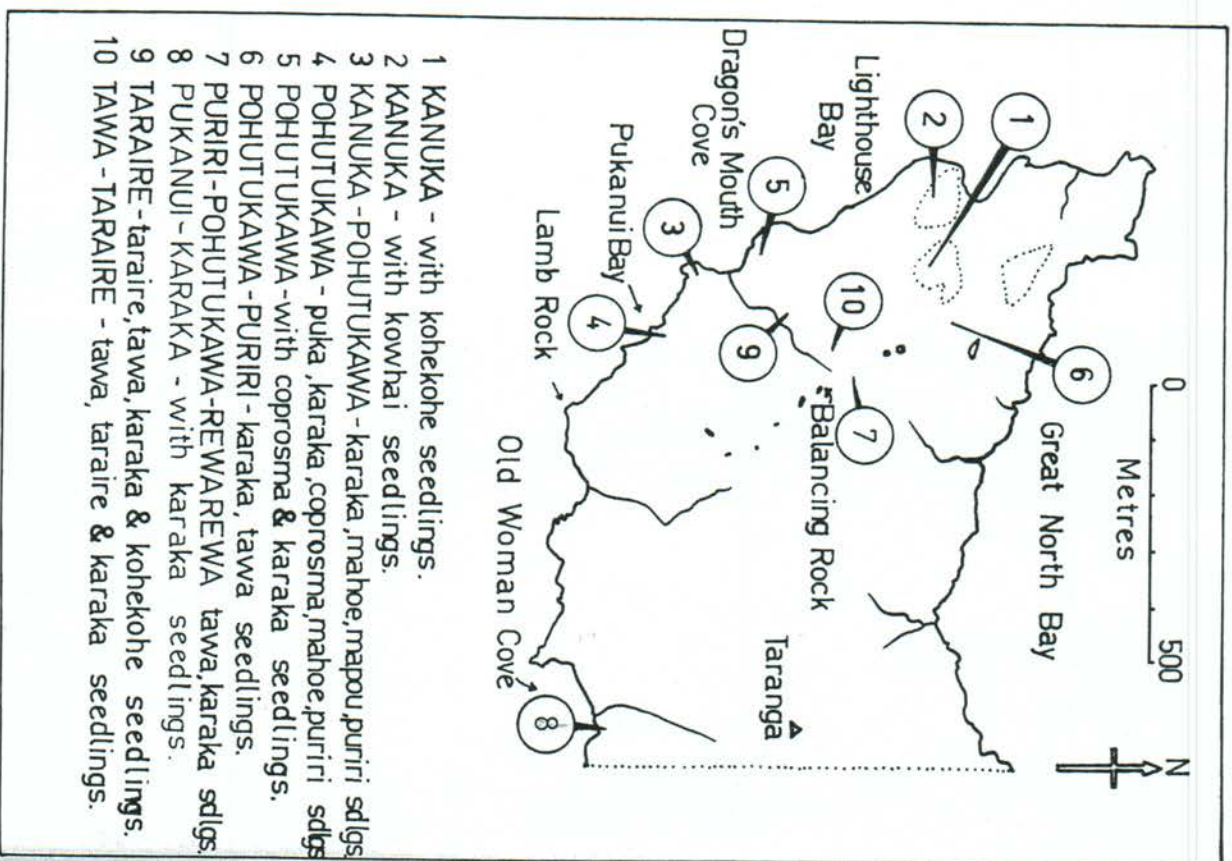 0
500
Metres
N
Great North Bay
1
2
6
Lighthouse
Bay
10
7
Balancing Rock
Taranga
5
Dragon's Mouth
Cove
9
3
Pukanui Bay
4
Lamb Rock
Old Woman Cove
8
1 KANUKA - with kohekohe seedlings.
2 KANUKA - with kowhai seedlings.
3 KANUKA - POHUTUKAWA - karaka, mahoe, mapou, puriri sdlgs.
4 POHUTUKAWA - puka, karaka, coprosma, mahoe, puriri sdlgs
5 POHUTUKAWA - with coprosma & karaka seedlings.
6 POHUTUKAWA - PURIRI - karaka, tawa seedlings.
7 PURIRI - POHUTUKAWA - REWAREWA tawa, karaka sdlgs.
8 PUKANUI - KARAKA - with karaka seedlings.
9 TARAIRE - taraire, tawa, karaka & kohekohe seedlings.
10 TAWA - TARAIRE - tawa, taraire & karaka seedlings.